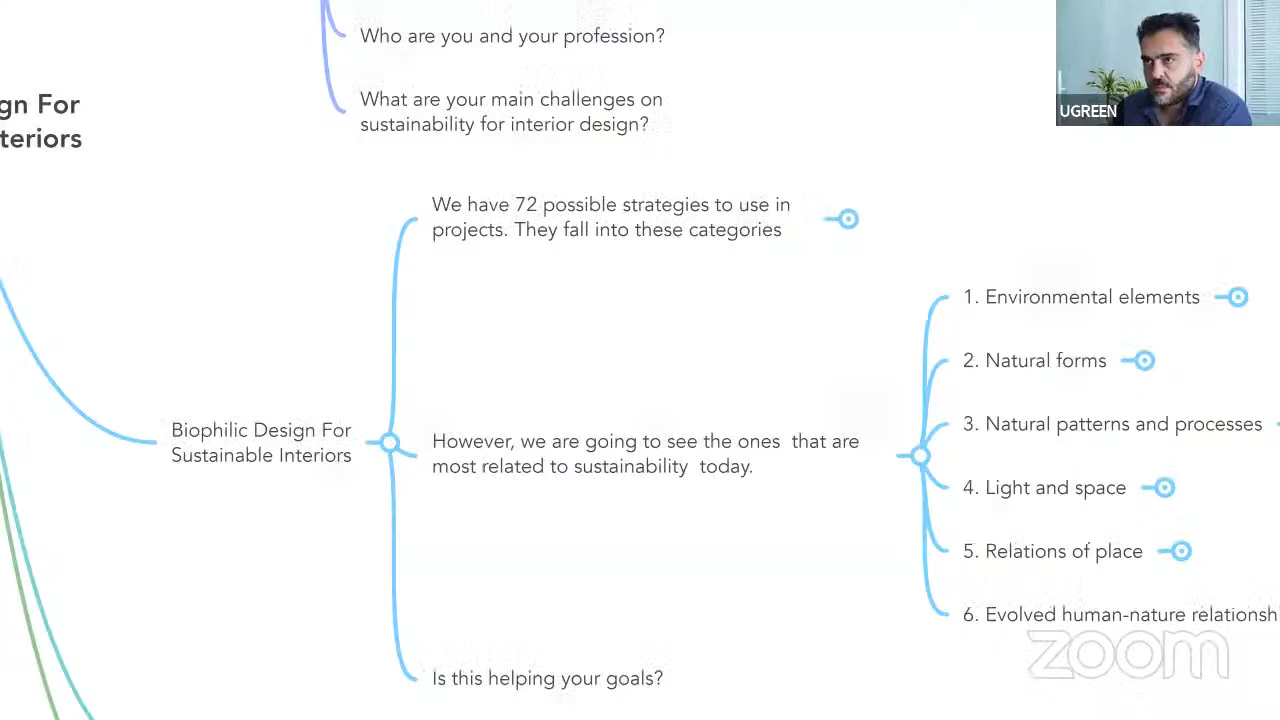 Who are you and your profession?
What are your main challenges on
sustainability for interior design?
gn For
teriors
UGREEN
We have 72 possible strategies to use in
projects. They fall into these categories
Biophilic Design For
Sustainable Interiors
However, we are going to see the ones that are
most related to sustainability today.
1. Environmental elements
2. Natural forms
3. Natural patterns and processes
4. Light and space
5. Relations of place
6. Evolved human-nature relationsh
Is this helping your goals?
zoom